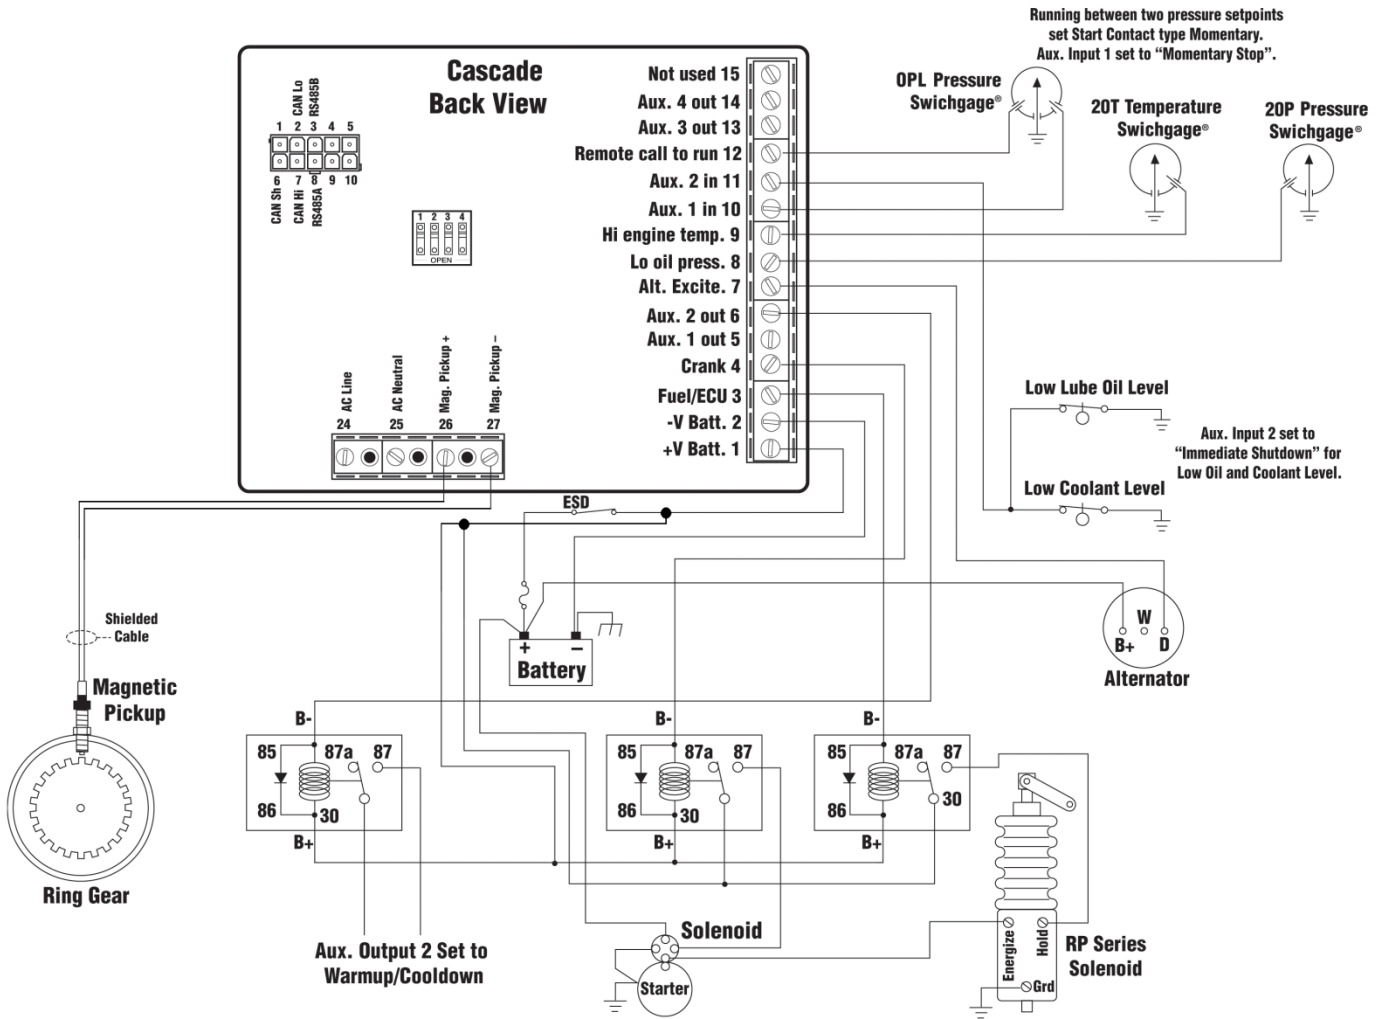 Running between two pressure setpoints
set Start Contact type Momentary.
Aux. Input 1 set to “Momentary Stop”.
OPL Pressure
Swichgage®
20T Temperature
Swichgage®
20P Pressure
Swichgage®
Cascade
Back View
CAN Lo
RS485B
1 2 3 4 5
6 7 8 9 10
CAN Sh
CAN Hi
RS485A
1 2 3 4
OPEN
Not used 15
Aux. 4 out 14
Aux. 3 out 13
Remote call to run 12
Aux. 2 in 11
Aux. 1 in 10
Hi engine temp. 9
Lo oil press. 8
Alt. Excite. 7
Aux. 2 out 6
Aux. 1 out 5
Crank 4
Fuel/ECU 3
-V Batt. 2
+V Batt. 1
AC Line
AC Neutral
Mag. Pickup +
Mag. Pickup –
24 25 26 27
Low Lube Oil Level
Aux. Input 2 set to
“Immediate Shutdown” for
Low Oil and Coolant Level.
Low Coolant Level
ESD
Shielded
Cable
Magnetic
Pickup
Ring Gear
+ –
Battery
W
B+ D
Alternator
B-
85 87a 87
86 30
B+
B-
85 87a 87
86 30
B+
B-
85 87a 87
86 30
B+
Aux. Output 2 Set to
Warmup/Cooldown
Solenoid
Starter
Energize
Hold
Grd
RP Series
Solenoid